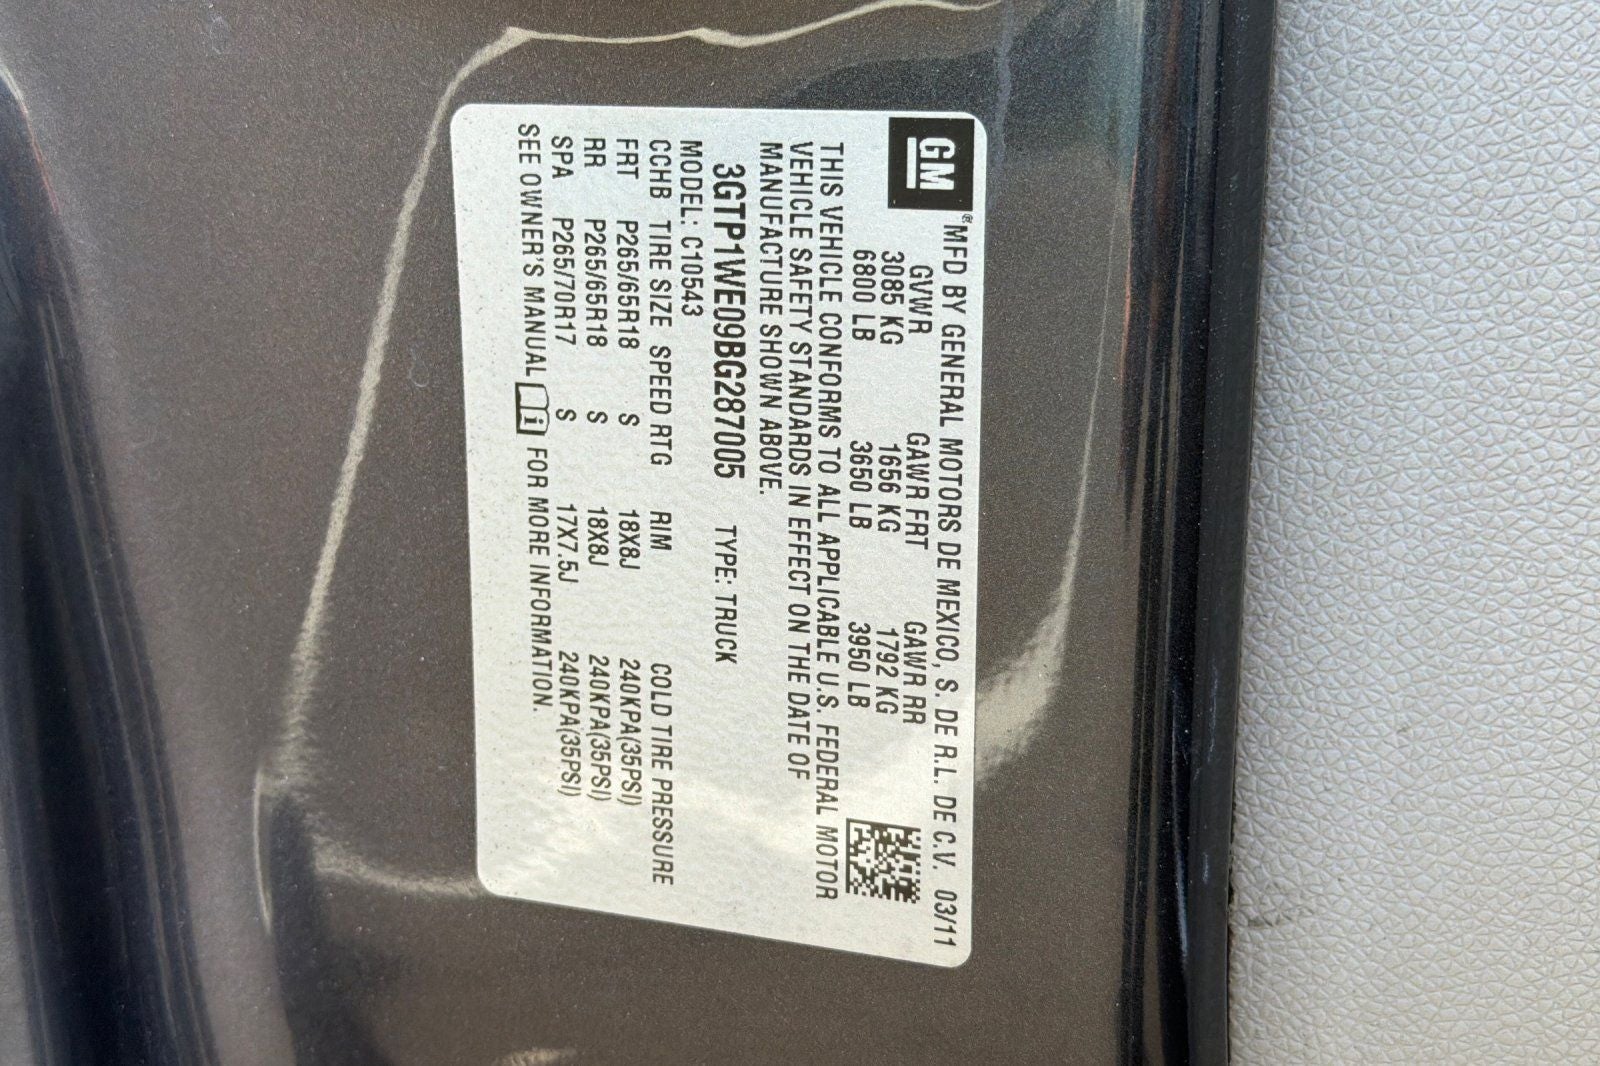 GM ® MFD BY GENERAL MOTORS DE MEXICO, S. DE R.L. DE C.V. 03/11
GVWR GAWR FRT GAWR RR
3085 KG 1656 KG 1792 KG
6800 LB 3650 LB 3950 LB
THIS VEHICLE CONFORMS TO ALL APPLICABLE U.S. FEDERAL MOTOR
VEHICLE SAFETY STANDARDS IN EFFECT ON THE DATE OF
MANUFACTURE SHOWN ABOVE.
3GTP1WE09BG287005 TYPE: TRUCK
MODEL: C10543
CCHB TIRE SIZE SPEED RTG RIM COLD TIRE PRESSURE
FRT P265/65R18 S 18X8J 240KPA(35PSI)
RR P265/65R18 S 18X8J 240KPA(35PSI)
SPA P265/70R17 S 17X7.5J 240KPA(35PSI)
SEE OWNER'S MANUAL i FOR MORE INFORMATION.